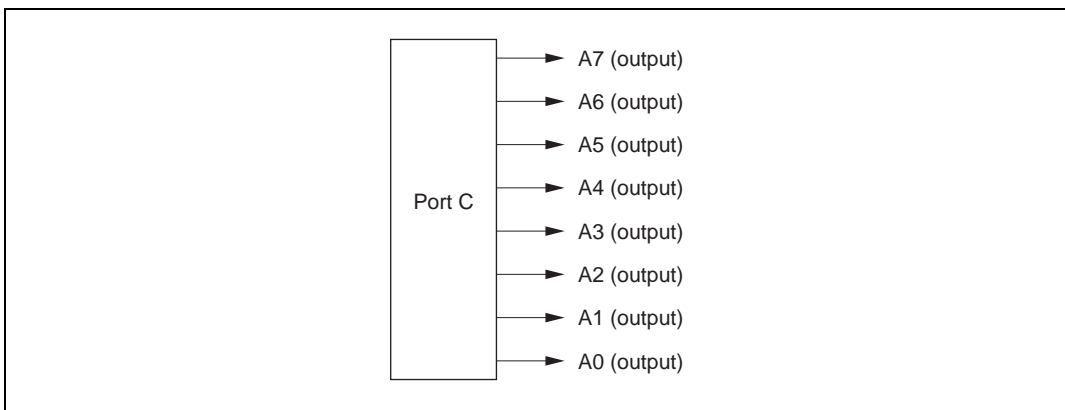 A7 (output)
A6 (output)
A5 (output)
A4 (output)
Port C
A3 (output)
A2 (output)
A1 (output)
A0 (output)